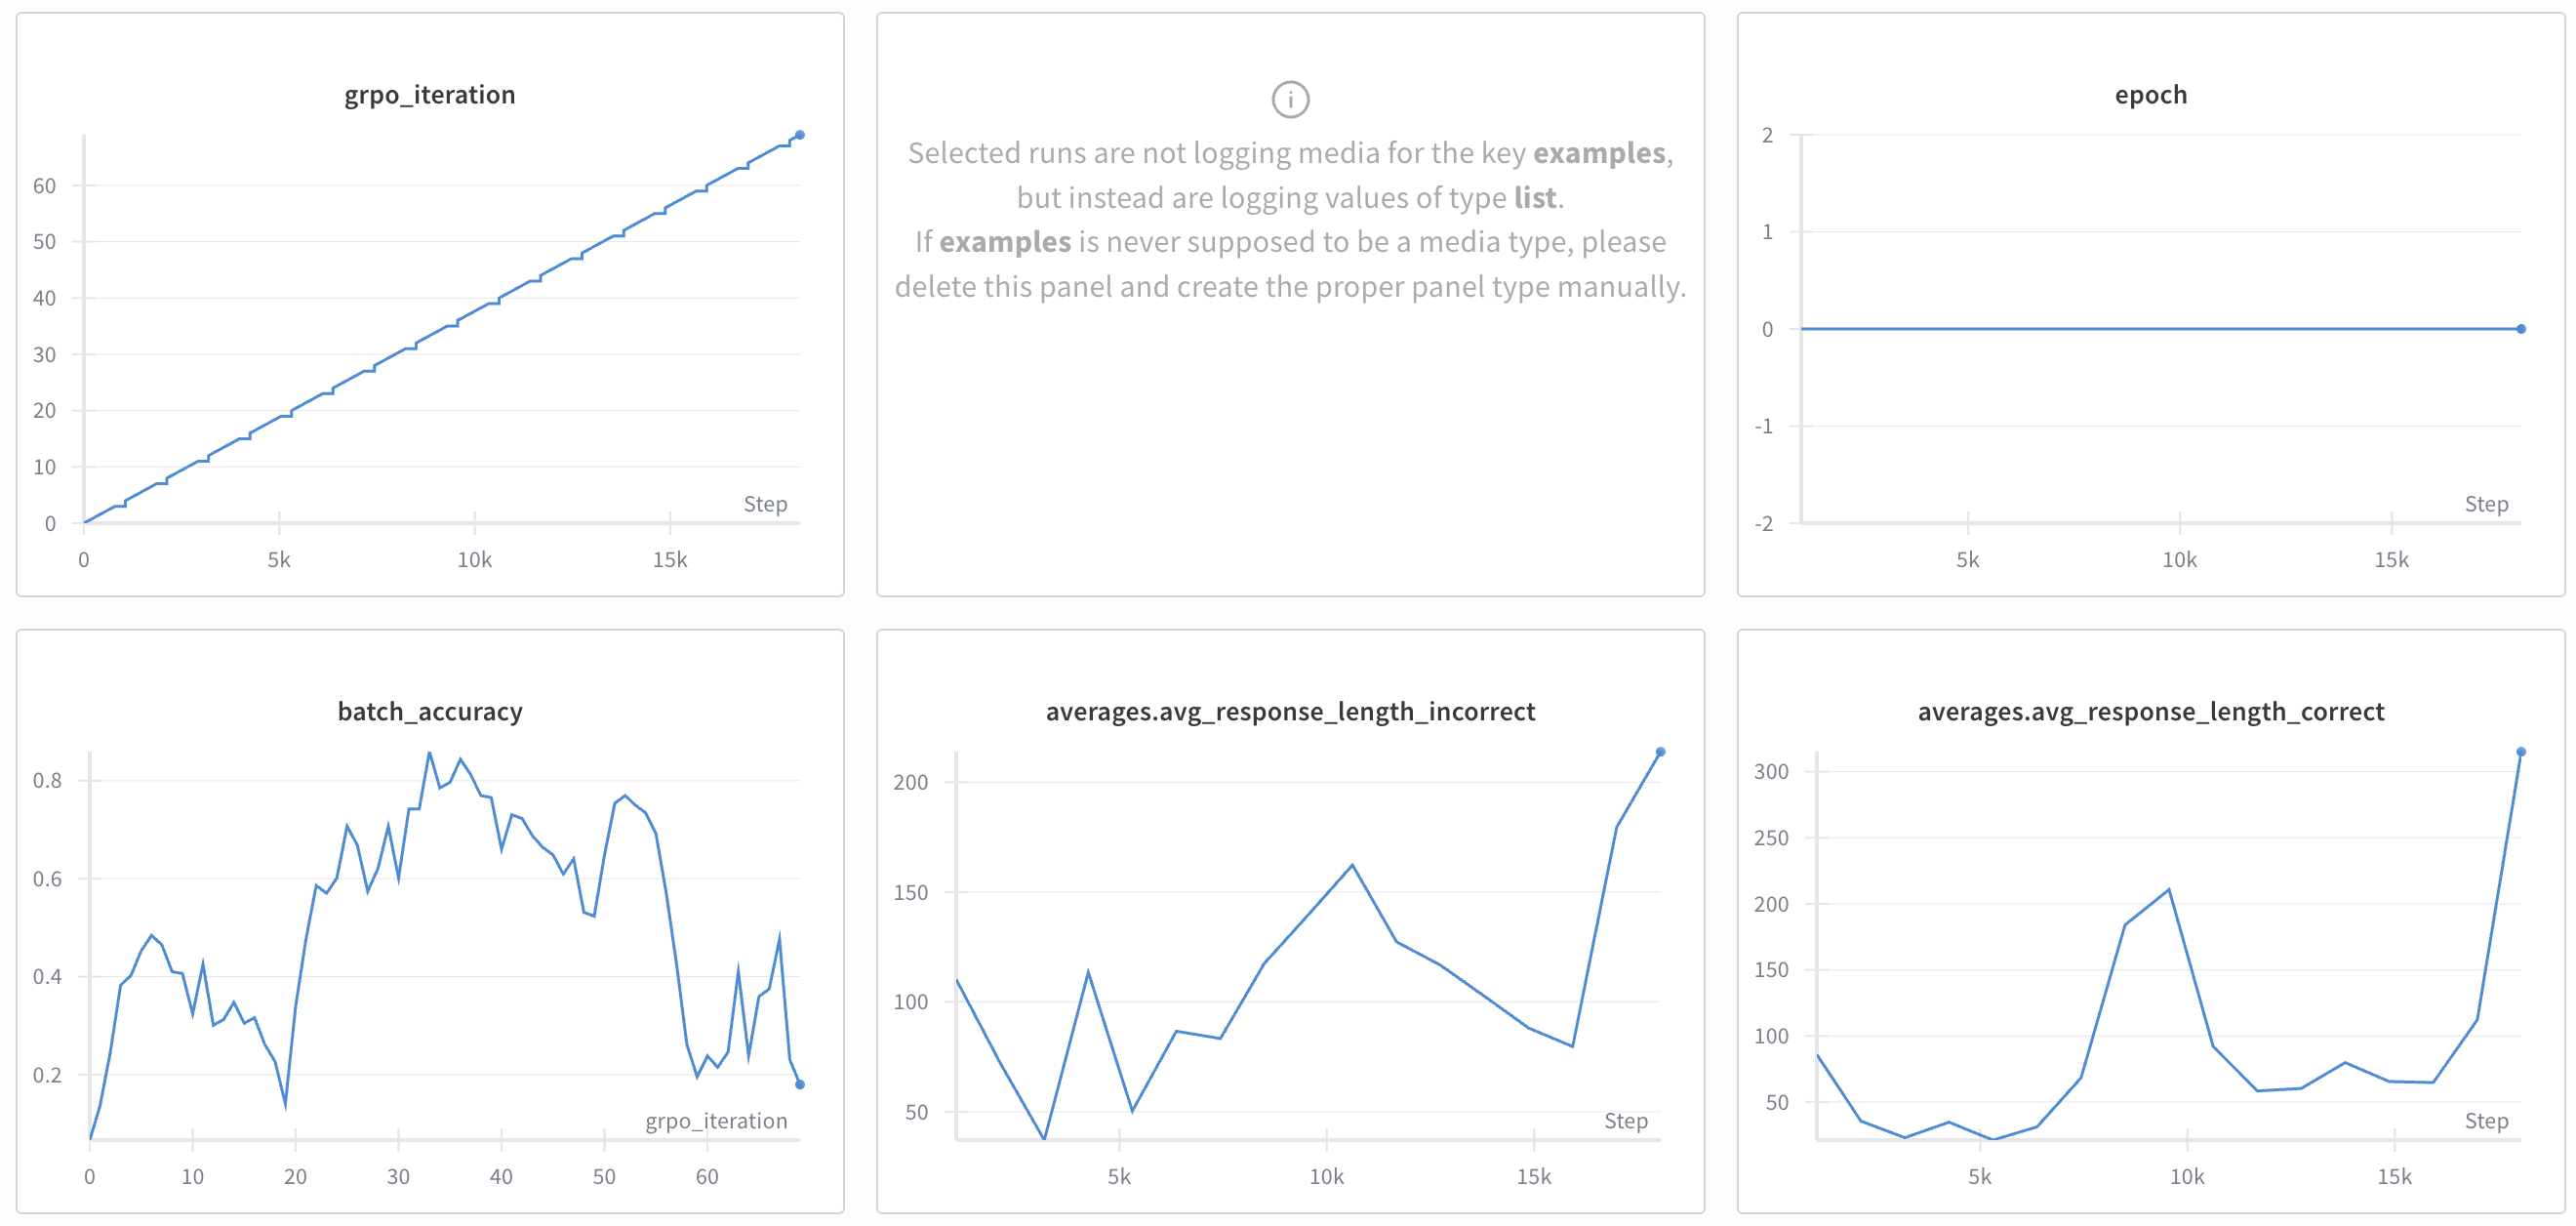 grpo_iteration
60
50
40
30
20
10
0
Step
0 5k 10k 15k
Selected runs are not logging media for the key examples,
but instead are logging values of type list.
If examples is never supposed to be a media type, please
delete this panel and create the proper panel type manually.
epoch
2
1
0
-1
-2
Step
5k 10k 15k
batch_accuracy
0.8
0.6
0.4
0.2
grpo_iteration
0 10 20 30 40 50 60
averages.avg_response_length_incorrect
200
150
100
50
Step
5k 10k 15k
averages.avg_response_length_correct
300
250
200
150
100
50
Step
5k 10k 15k